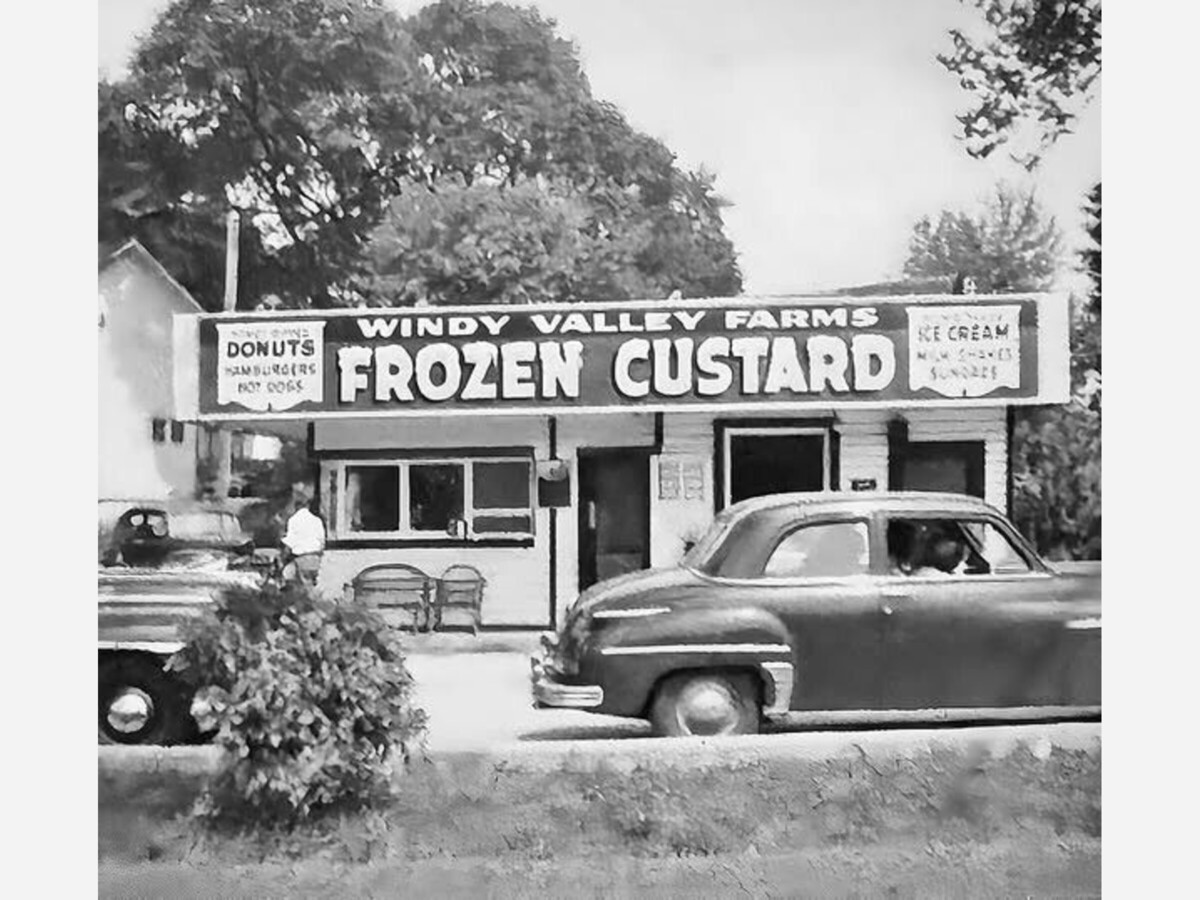 WINDY VALLEY FARMS
FROZEN CUSTARD
DONUTS
HAMBURGERS
HOT DOGS
ICE CREAM
MILK SHAKES
SUNDAES